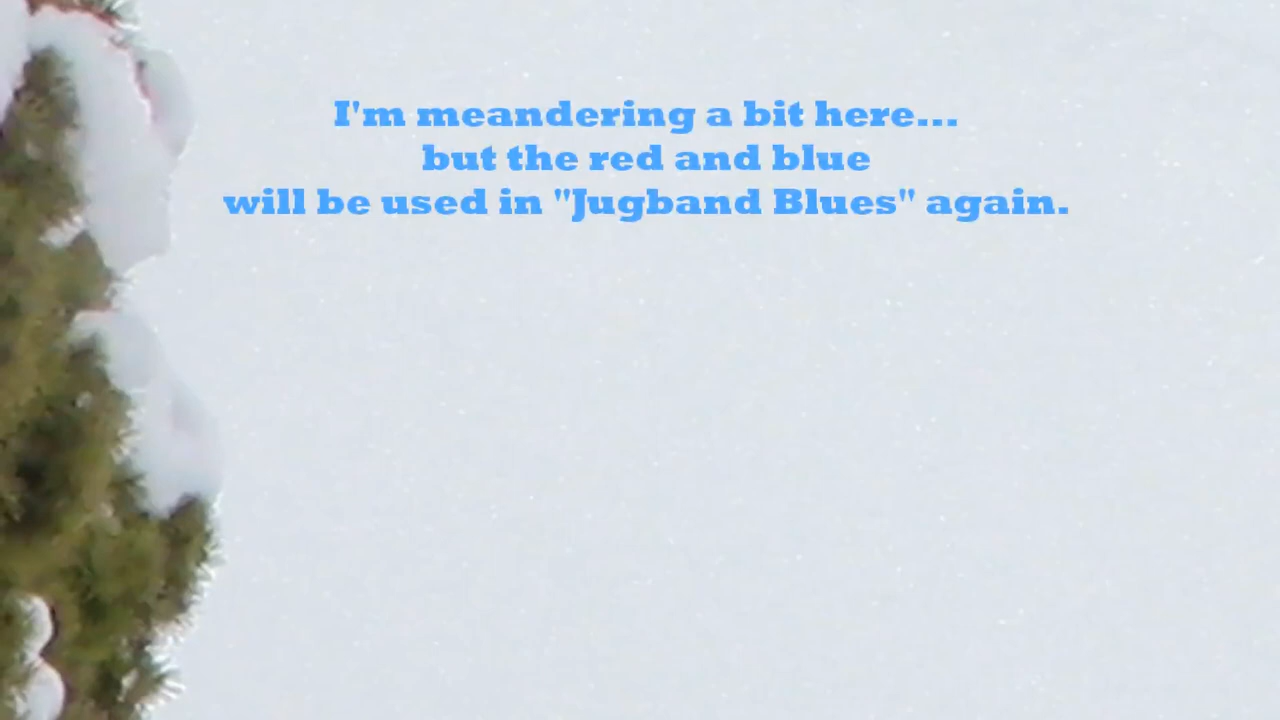 I'm meandering a bit here...
but the red and blue
will be used in "Jugband Blues" again.